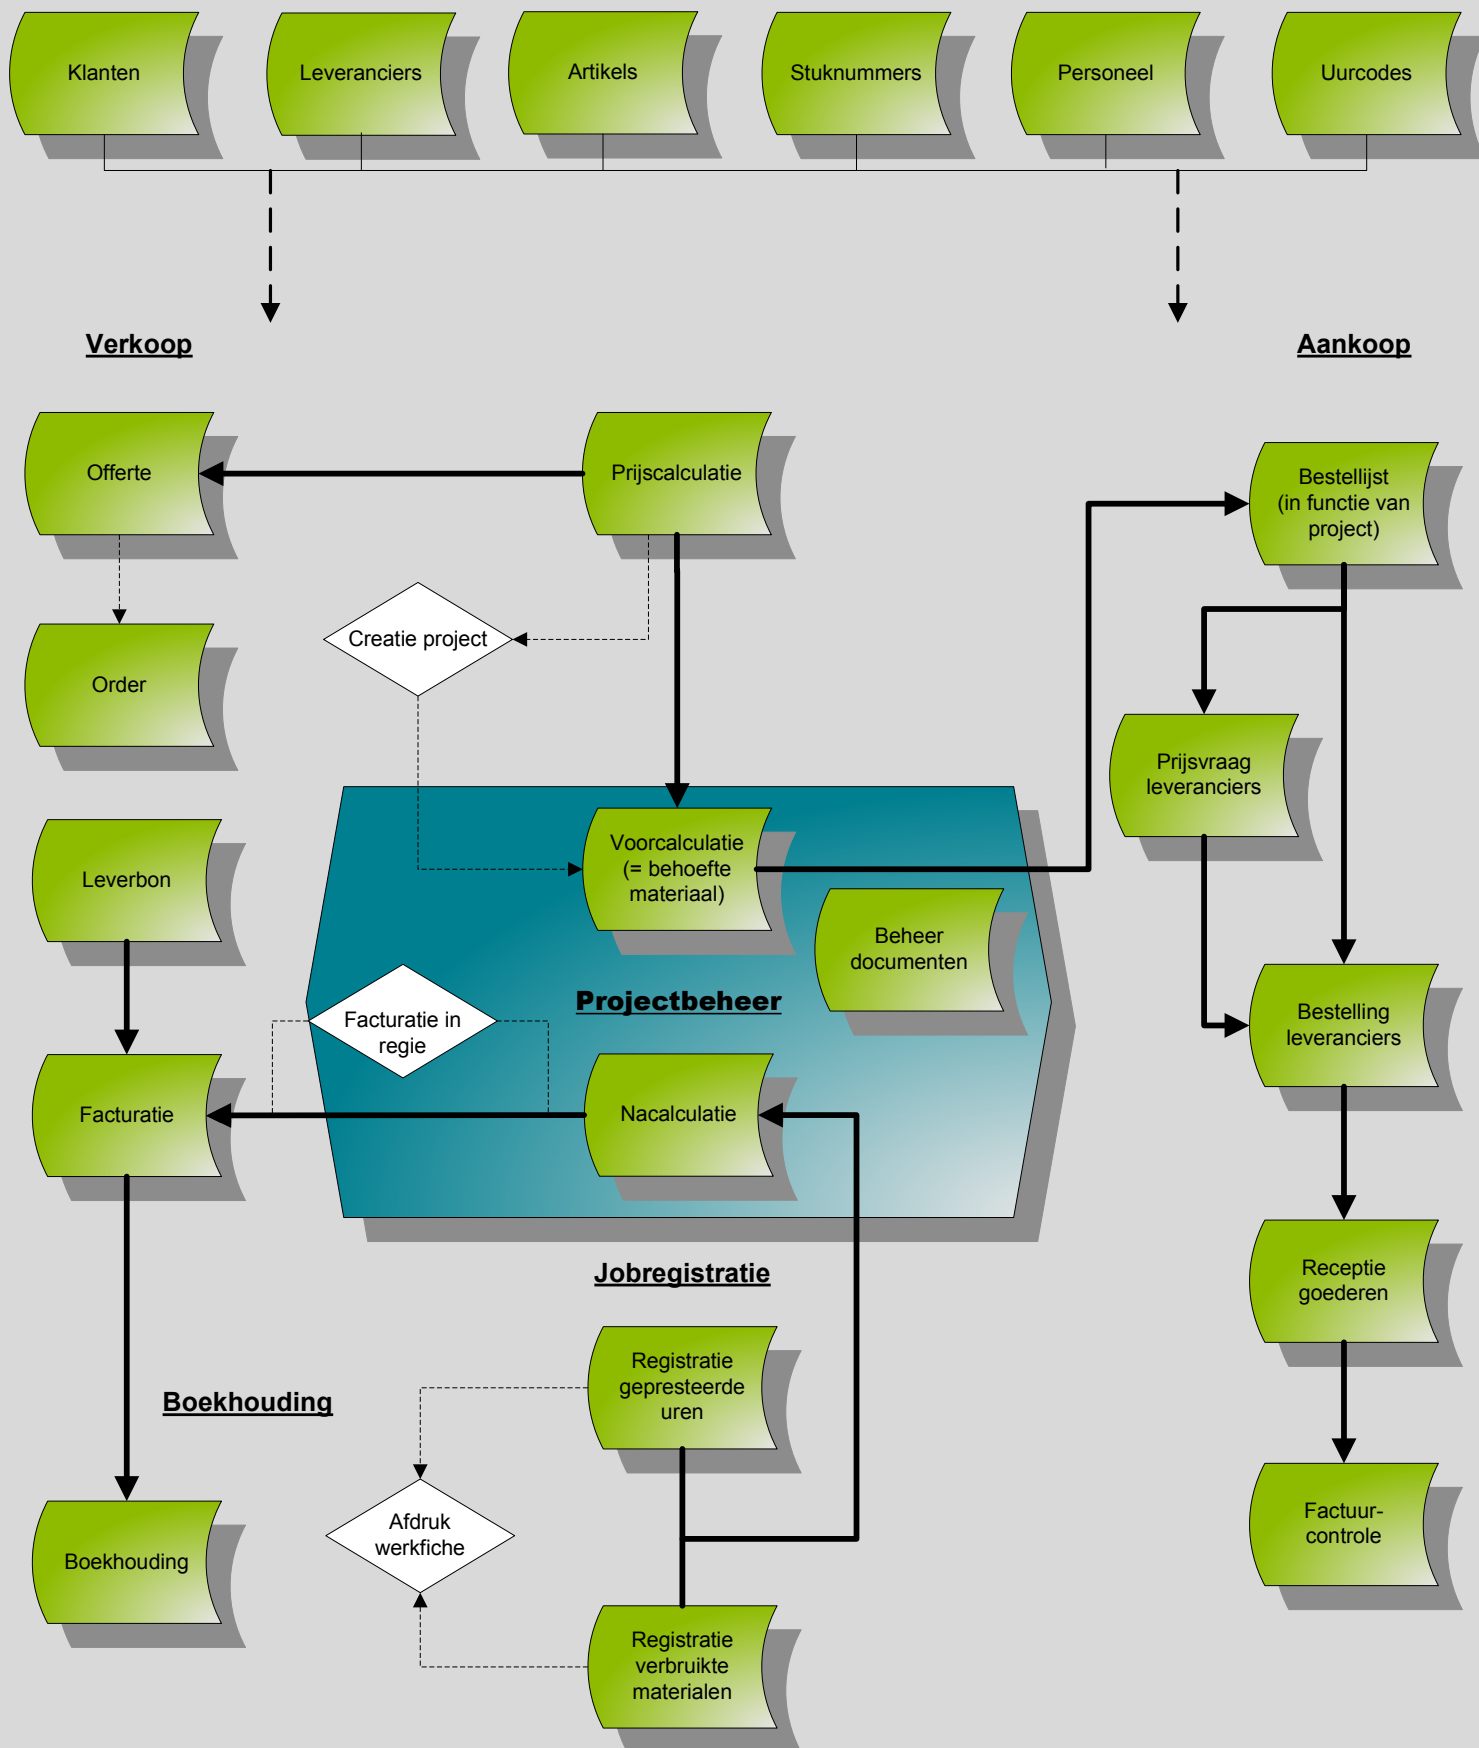 Klanten
Leveranciers
Artikels
Stuknummers
Personeel
Uurcodes
Verkoop
Aankoop
Offerte
Prijscalculatie
Bestellijst
(in functie van
project)
Creatie project
Order
Prijsvraag
leveranciers
Voorcalculatie
(= behoefte
materiaal)
Leverbon
Beheer
documenten
Projectbeheer
Facturatie in
regie
Bestelling
leveranciers
Facturatie
Nacalculatie
Jobregistratie
Receptie
goederen
Registratie
gepresteerde
uren
Boekhouding
Afdruk
werkfiche
Factuur-
controle
Boekhouding
Registratie
verbruikte
materialen